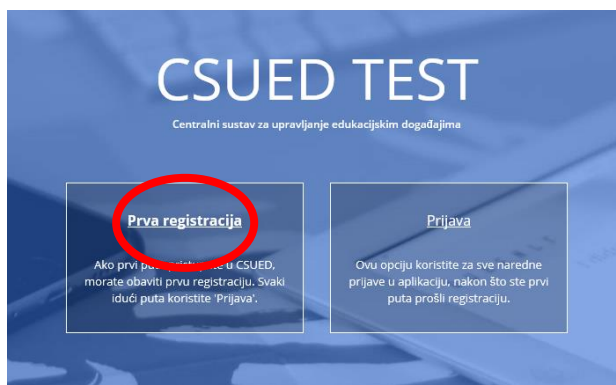 CSUED TEST
Centralni sustav za upravljanje edukacijskim događajima
Prva registracija
Ako prvi pu u CSUED,
morate obaviti prvu registraciju. Svaki
idući puta koristite 'Prijava'.
Prijava
Ovu opciju koristite za sve naredne
prijave u aplikaciju, nakon što ste prvi
puta prošli registraciju.